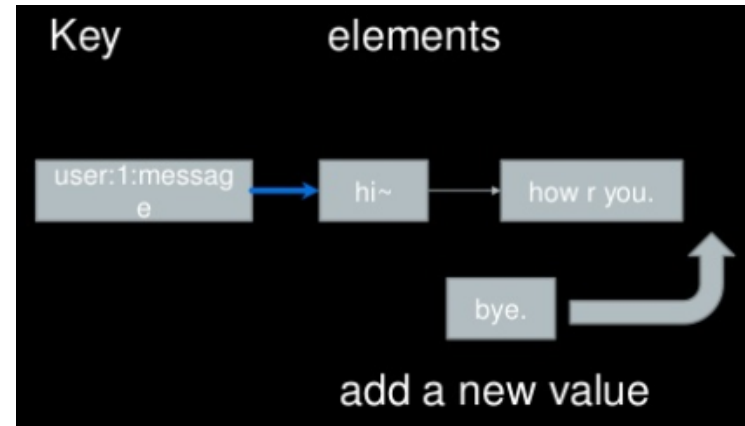 Key elements
user:1:messag
e
hi~
how r you.
bye.
add a new value